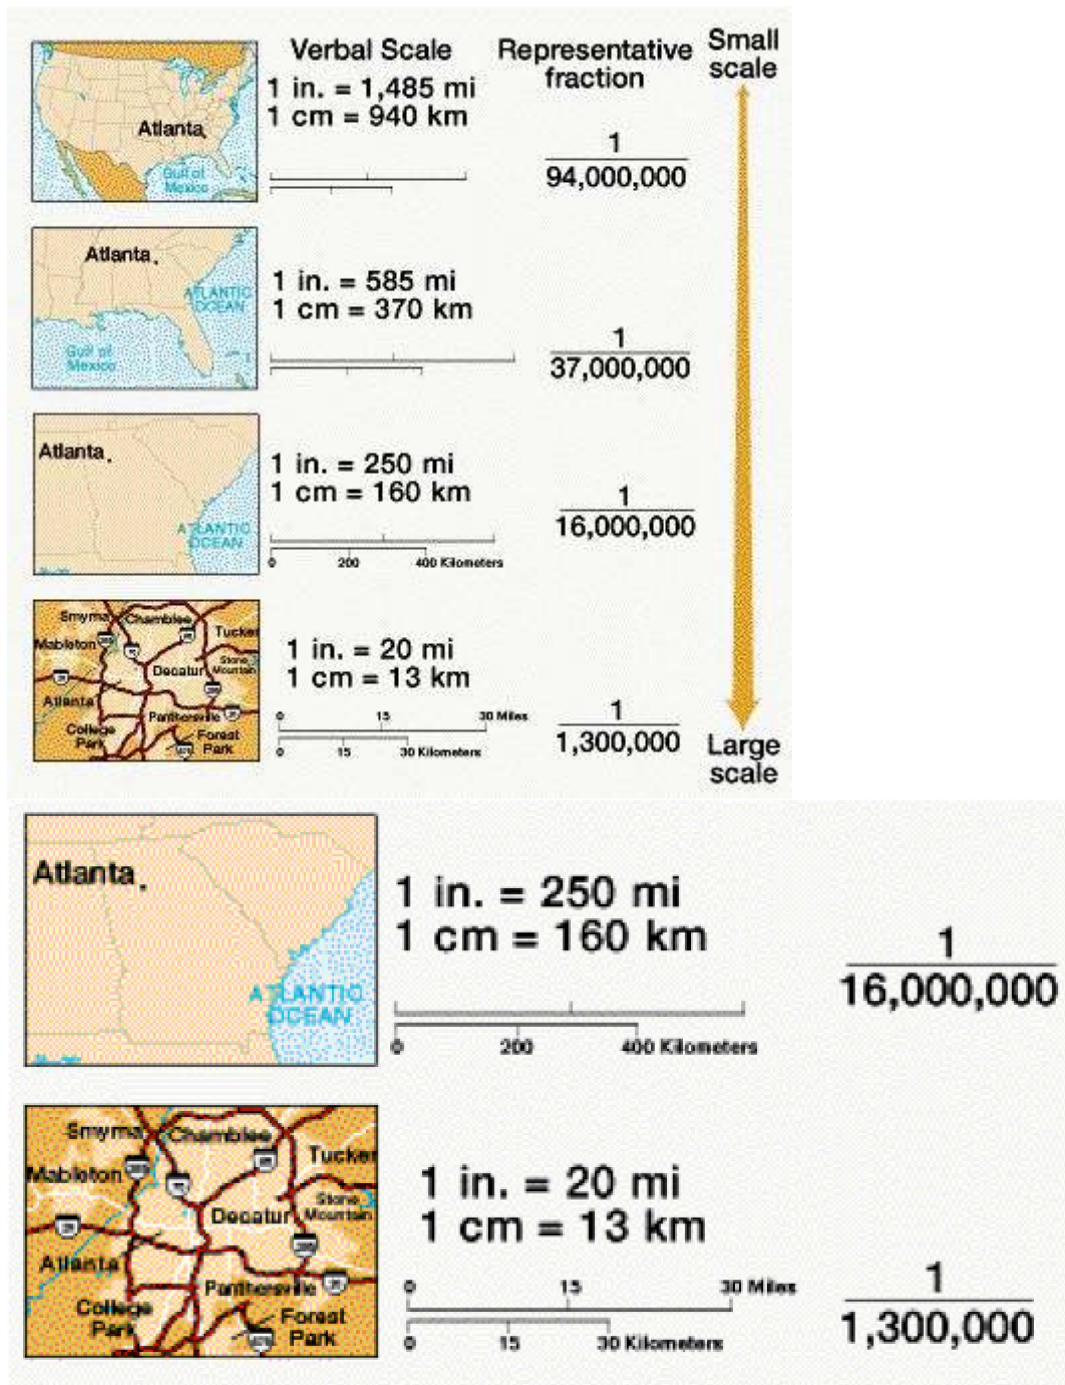 Verbal Scale
Representative
fraction
Small
scale
Atlanta
Gulf of
Mexico
1 in. = 1,485 mi
1 cm = 940 km
1
94,000,000
Atlanta
ATLANTIC
OCEAN
Gulf of
Mexico
1 in. = 585 mi
1 cm = 370 km
1
37,000,000
Atlanta
ATLANTIC
OCEAN
1 in. = 250 mi
1 cm = 160 km
0 200 400 Kilometers
1
16,000,000
Smyrna Chamblee
Tucker
Mableton
Stone
Mountain
Decatur
Atlanta
Panthersville
College
Park
Forest
Park
1 in. = 20 mi
1 cm = 13 km
0 15 30 Miles
0 15 30 Kilometers
1
1,300,000
Large
scale
Atlanta
ATLANTIC
OCEAN
1 in. = 250 mi
1 cm = 160 km
0 200 400 Kilometers
1
16,000,000
Smyrna Chamblee
Tucker
Mableton
Stone
Mountain
Decatur
Atlanta
Panthersville
College
Park
Forest
Park
1 in. = 20 mi
1 cm = 13 km
0 15 30 Miles
0 15 30 Kilometers
1
1,300,000